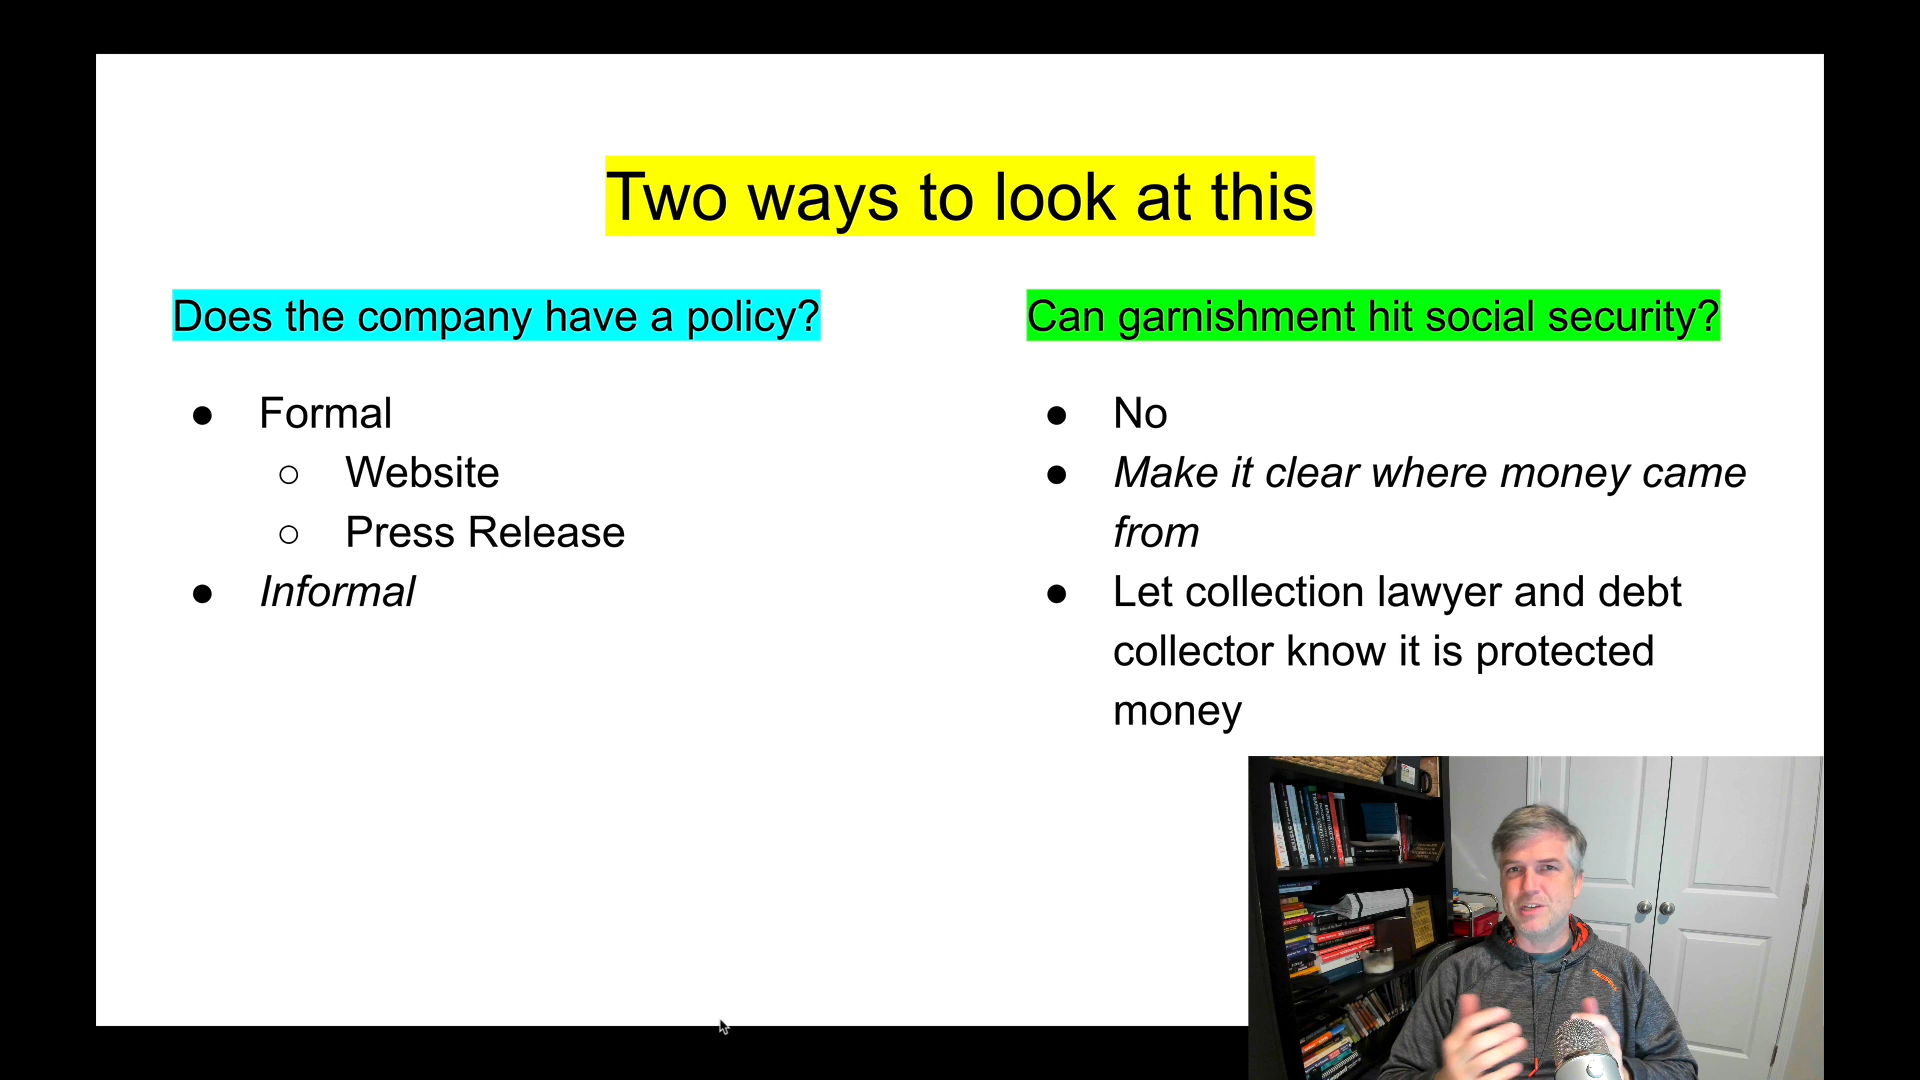 Two ways to look at this
Does the company have a policy?
● Formal
○ Website
○ Press Release
● Informal
Can garnishment hit social security?
● No
● Make it clear where money came
from
● Let collection lawyer and debt
collector know it is protected
money